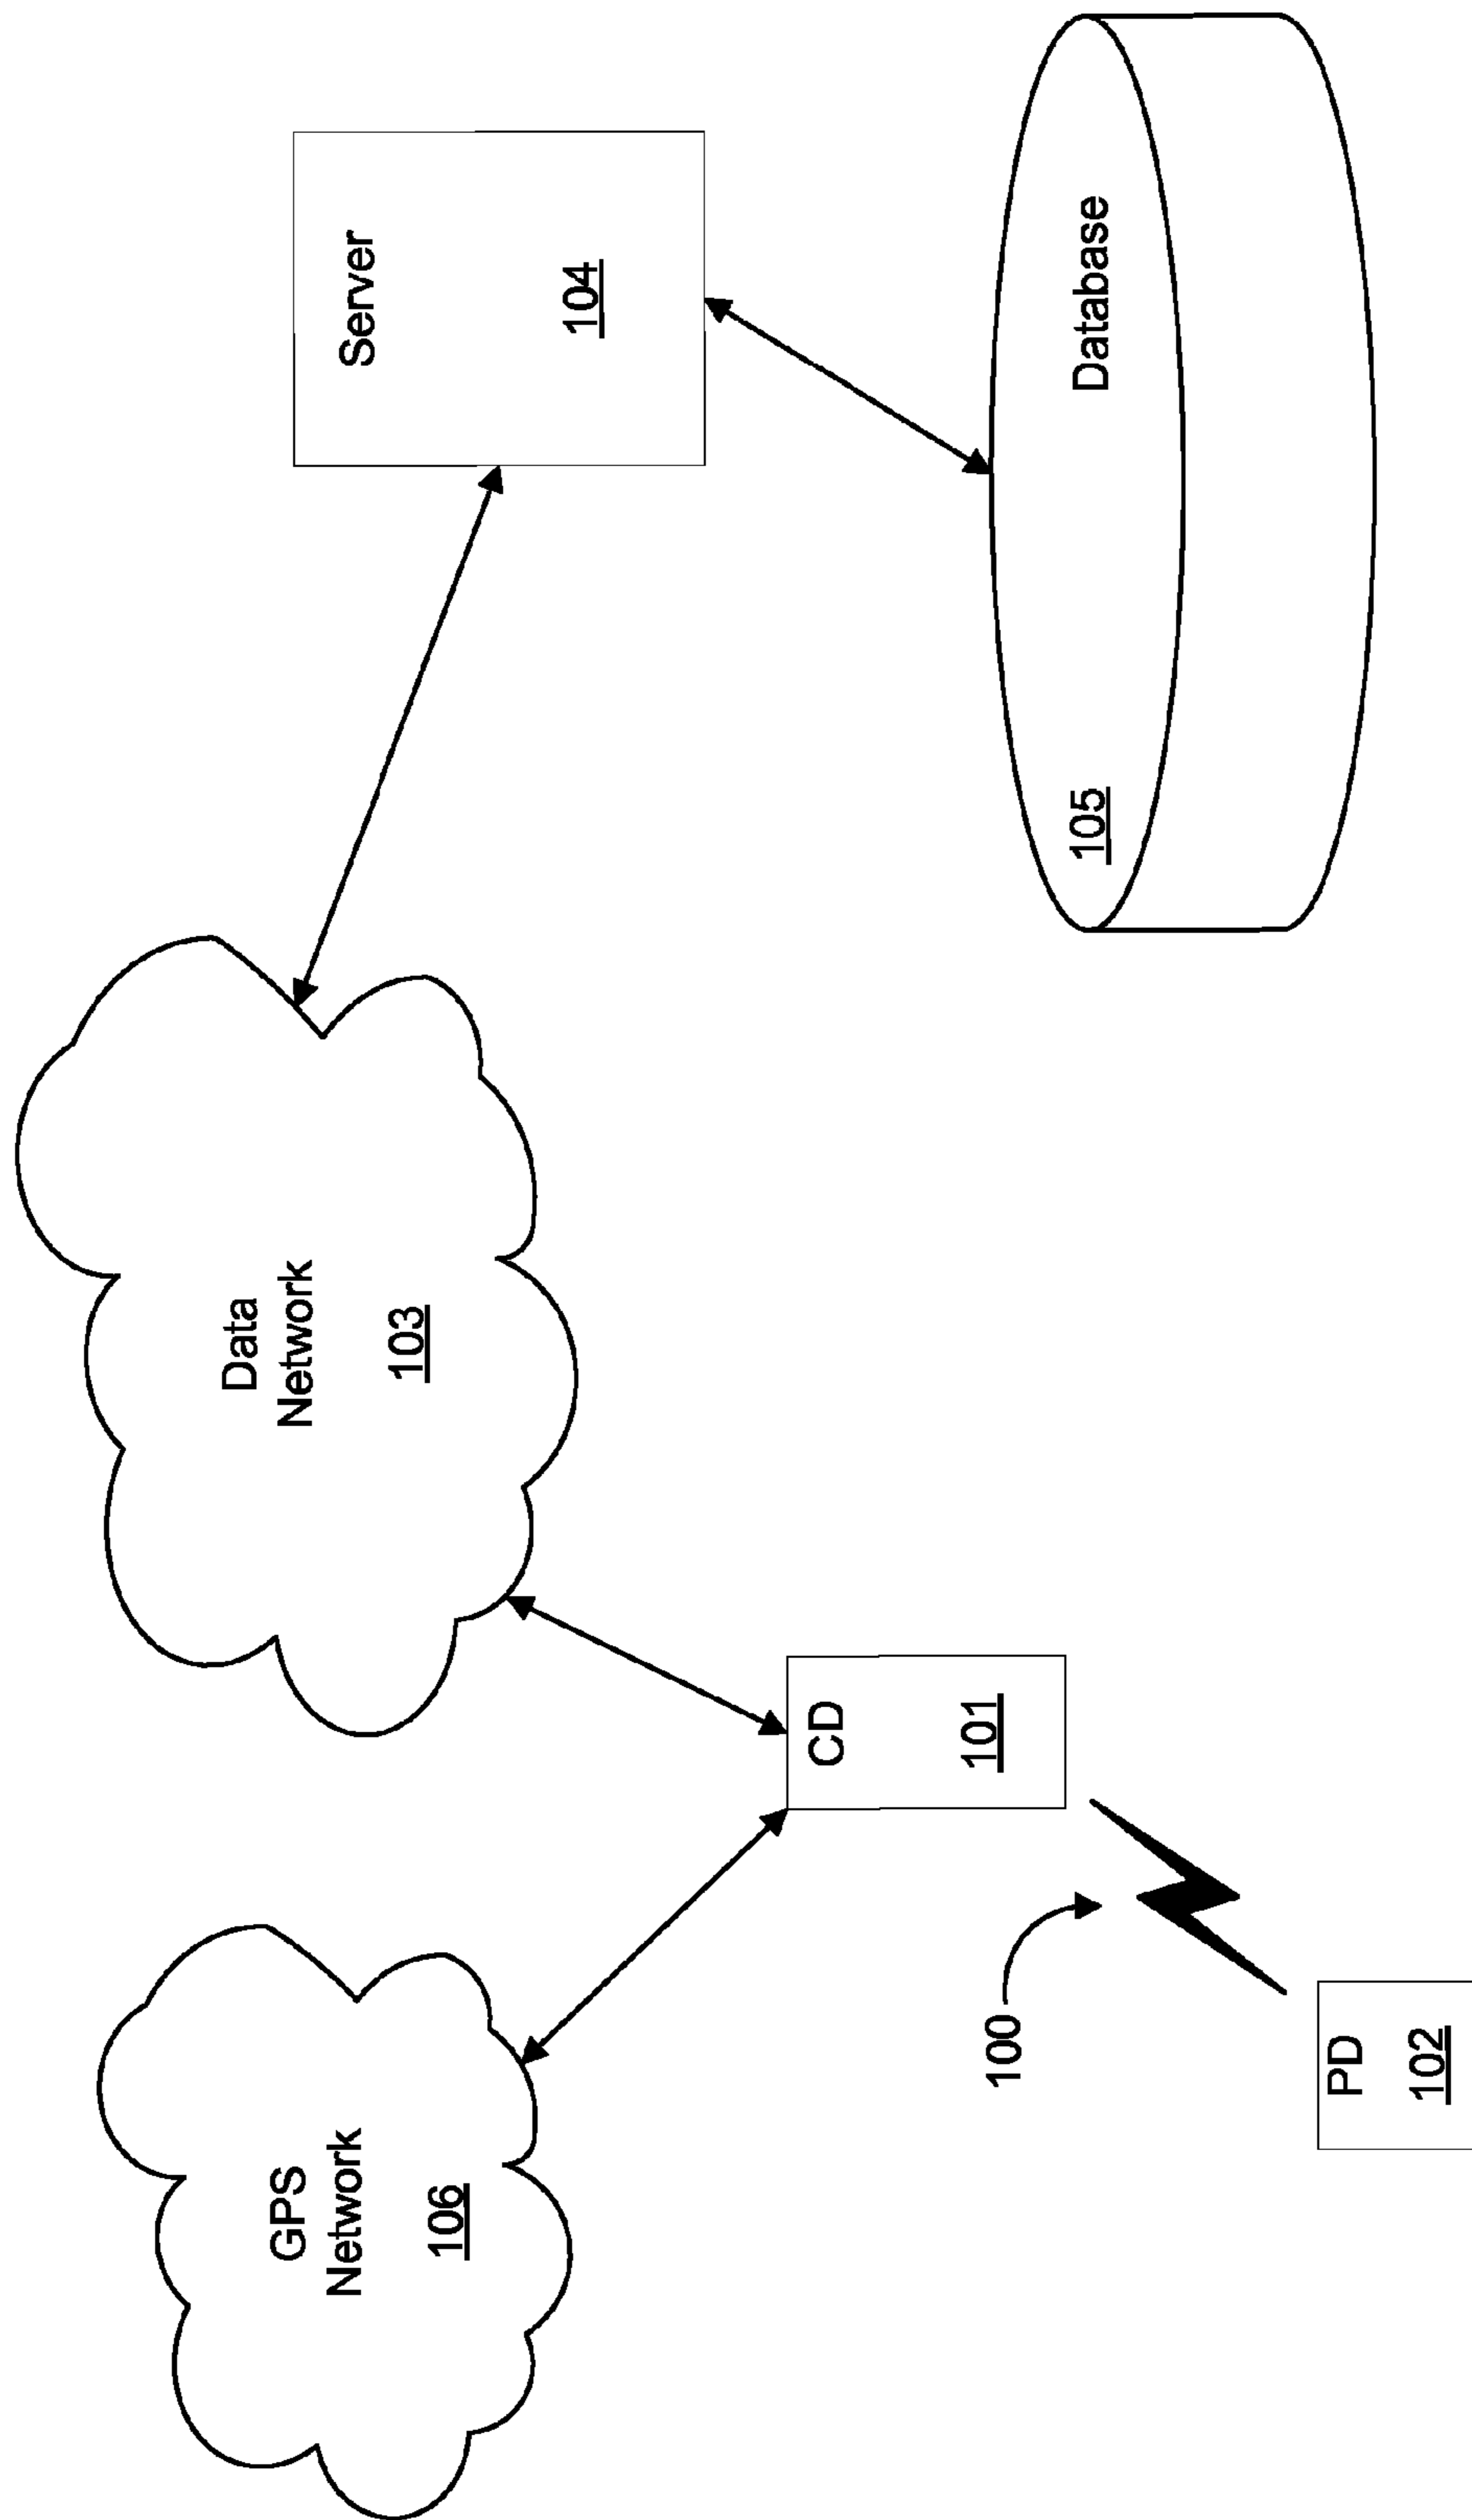 GPS
Network
106
Data
Network
103
Server
104
CD
101
100
PD
102
105
Database